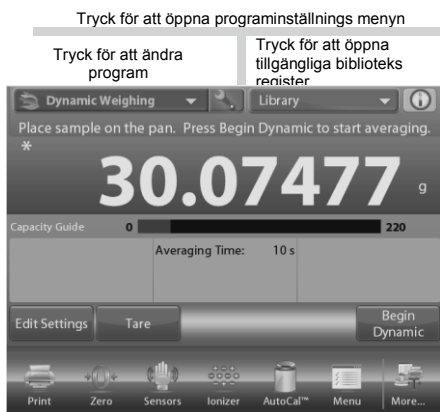 Tryck för att öppna programinställnings menyn
Tryck för att ändra
program
Tryck för att öppna
tillgängliga biblioteks
register
Dynamic Weighing
Library
Place sample on the pan. Press Begin Dynamic to start averaging.
*
30.07477 g
Capacity Guide 0 220
Averaging Time: 10 s
Edit Settings Tare Begin
Dynamic
Print Zero Sensors Ionizer AutoCal™ Menu More...